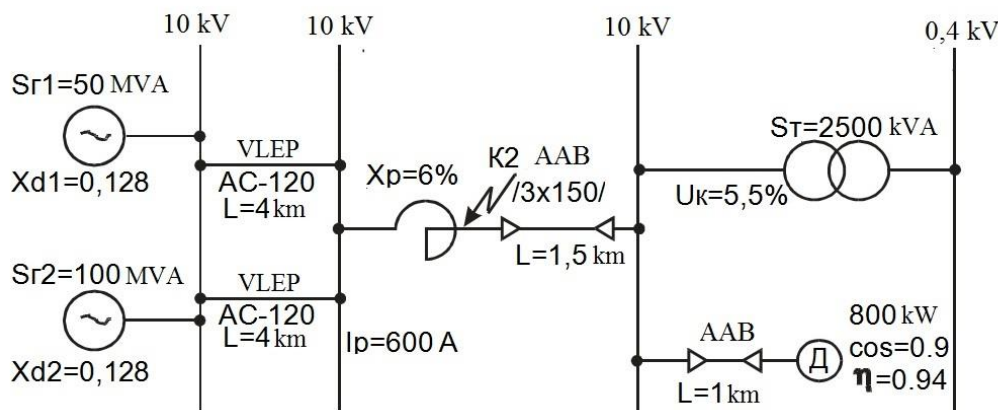 10 kV
10 kV
10 kV
0,4 kV
Sг1=50 MVA
Xd1=0,128
VLEP
AC-120
L=4 km
Xp=6%
K2
AAB
/3x150/
L=1,5 km
Sт=2500 kVA
Uк=5,5%
Sг2=100 MVA
Xd2=0,128
VLEP
AC-120
L=4 km
Ip=600 A
AAB
L=1 km
Д
800 kW
cos=0.9
η=0.94